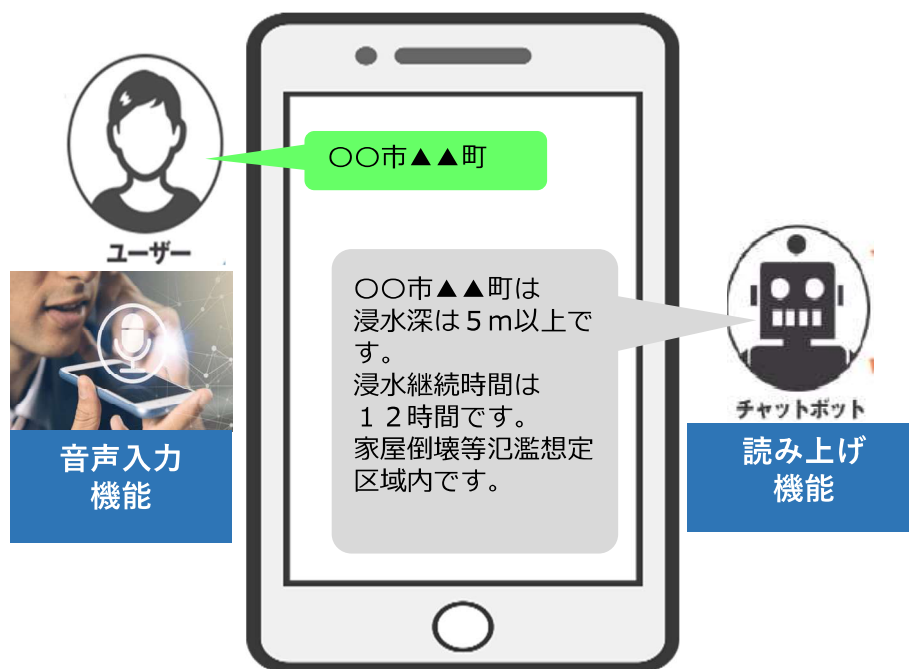 〇〇市▲▲町
ユーザー
〇〇市▲▲町は
浸水深は５ｍ以上で
す。
浸水継続時間は
１２時間です。
家屋倒壊等氾濫想定
区域内です。
チャットボット
音声入力
機能
読み上げ
機能